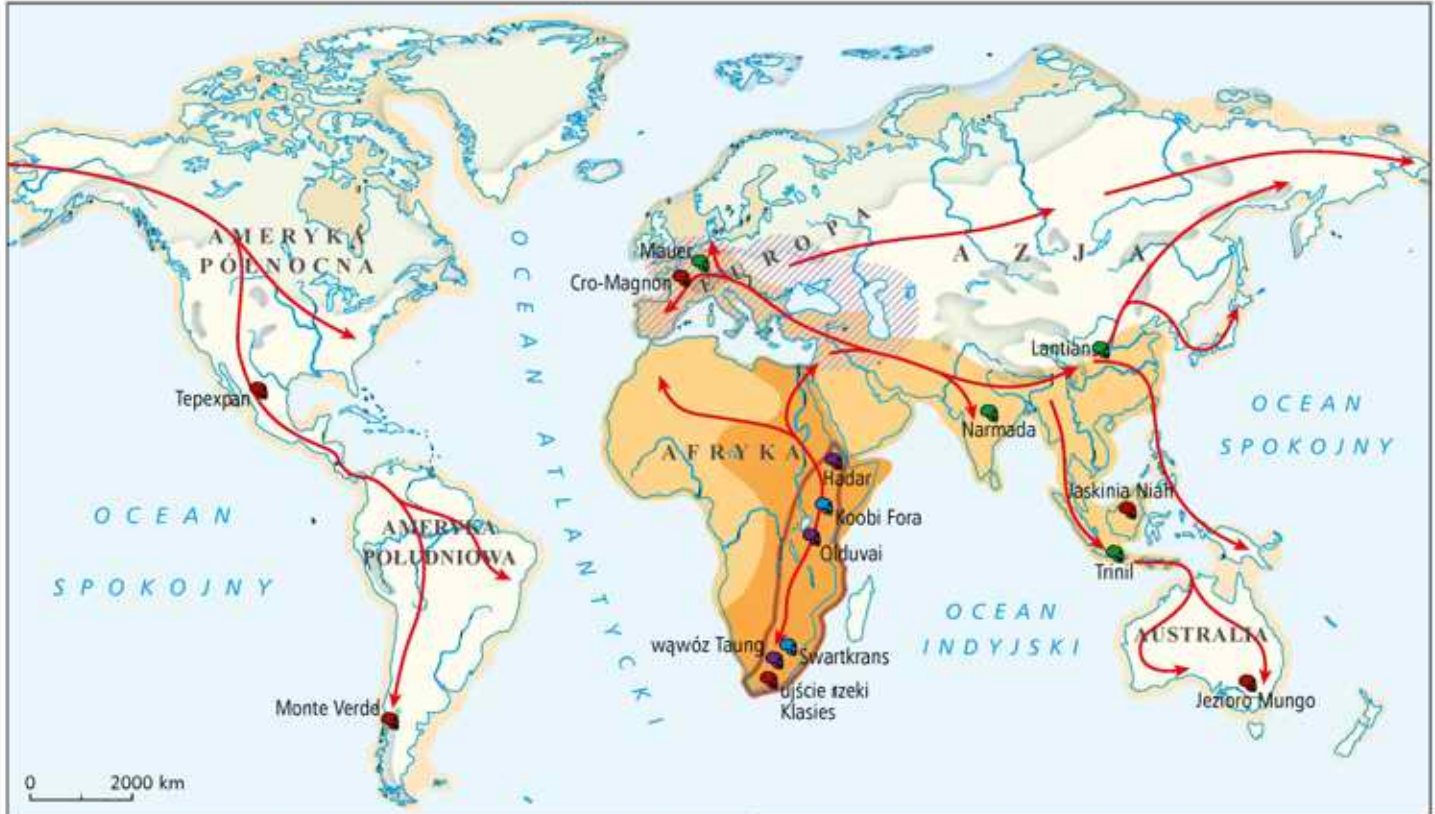 AMERYKA
PÓŁNOCNA
OCEAN ATLANTYCKI
EUROPA
AZJA
Mauer
Cro-Magnon
Lantian
Tepexpan
Narmada
OCEAN
SPOKOJNY
AFRYKA
Hadar
Jaskinia Niah
Koobi Fora
OCEAN
SPOKOJNY
AMERYKA
POŁUDNIOWA
Olduvai
Trinil
OCEAN
INDYJSKI
AUSTRALIA
wąwóz Taung
Swartkrans
ujście rzeki
Klasies
Jezioro Mungo
Monte Verde
0 2000 km